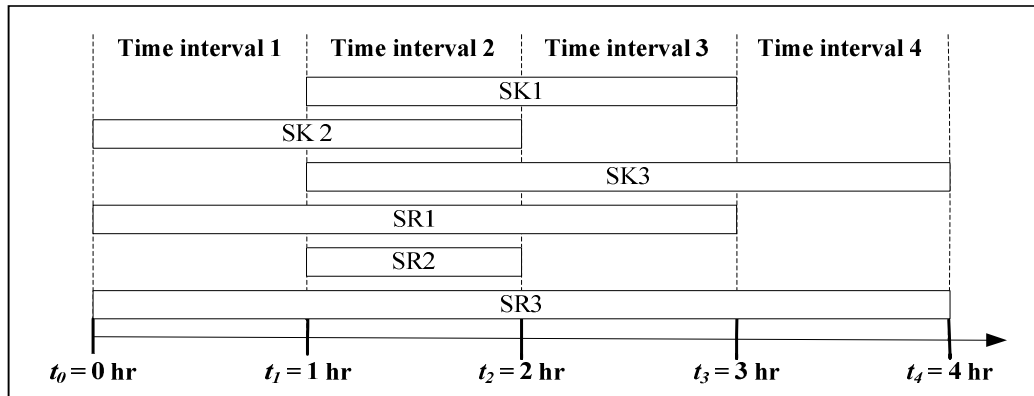 Time interval 1 Time interval 2 Time interval 3 Time interval 4
SK1
SK 2
SK3
SR1
SR2
SR3
t0 = 0 hr t1 = 1 hr t2 = 2 hr t3 = 3 hr t4 = 4 hr